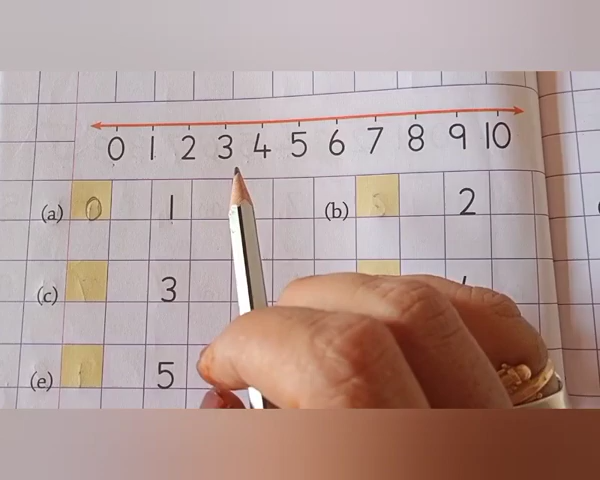 0 1 2 3 4 5 6 7 8 9 10
(a) 0 1 (b) 2
(c) 3
(e) 5